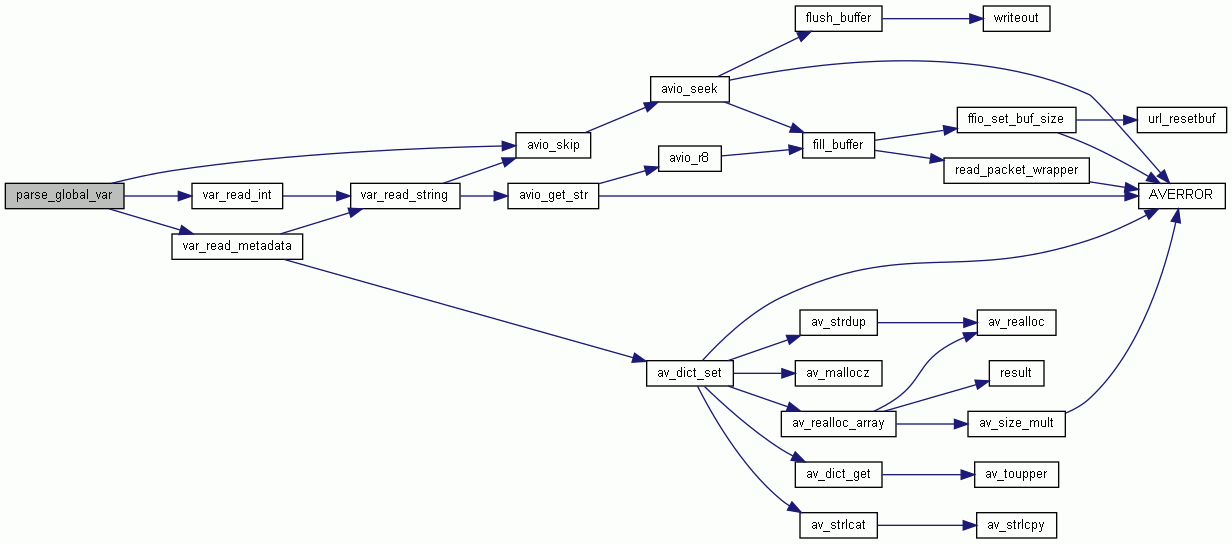 flush_buffer
writeout
avio_seek
ffio_set_buf_size
url_resetbuf
avio_skip
fill_buffer
avio_r8
read_packet_wrapper
parse_global_var
var_read_int
var_read_string
avio_get_str
AVERROR
var_read_metadata
av_strdup
av_realloc
av_dict_set
av_mallocz
result
av_realloc_array
av_size_mult
av_dict_get
av_toupper
av_strlcat
av_strlcpy